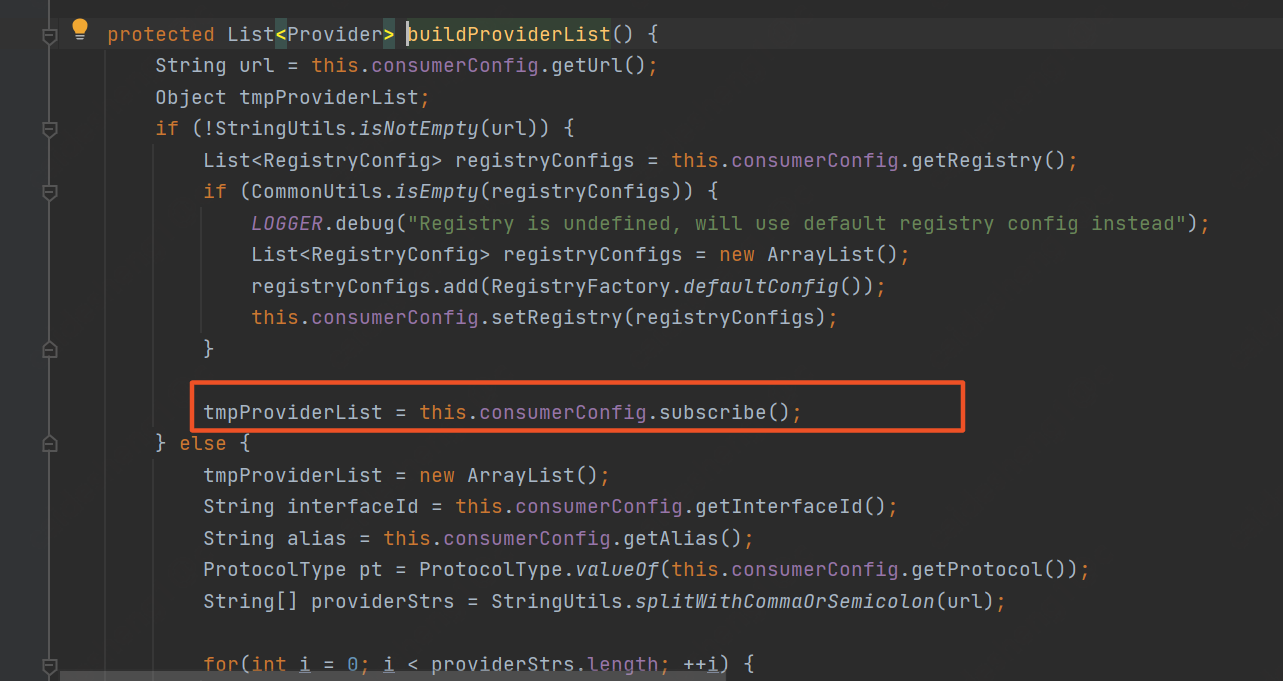 protected List<Provider> buildProviderList() {
String url = this.consumerConfig.getUrl();
Object tmpProviderList;
if (!StringUtils.isNotEmpty(url)) {
List<RegistryConfig> registryConfigs = this.consumerConfig.getRegistry();
if (CommonUtils.isEmpty(registryConfigs)) {
LOGGER.debug("Registry is undefined, will use default registry config instead");
List<RegistryConfig> registryConfigs = new ArrayList();
registryConfigs.add(RegistryFactory.defaultConfig());
this.consumerConfig.setRegistry(registryConfigs);
}
tmpProviderList = this.consumerConfig.subscribe();
} else {
tmpProviderList = new ArrayList();
String interfaceId = this.consumerConfig.getInterfaceId();
String alias = this.consumerConfig.getAlias();
ProtocolType pt = ProtocolType.valueOf(this.consumerConfig.getProtocol());
String[] providerStrs = StringUtils.splitWithCommaOrSemicolon(url);
for(int i = 0; i < providerStrs.length; ++i) {